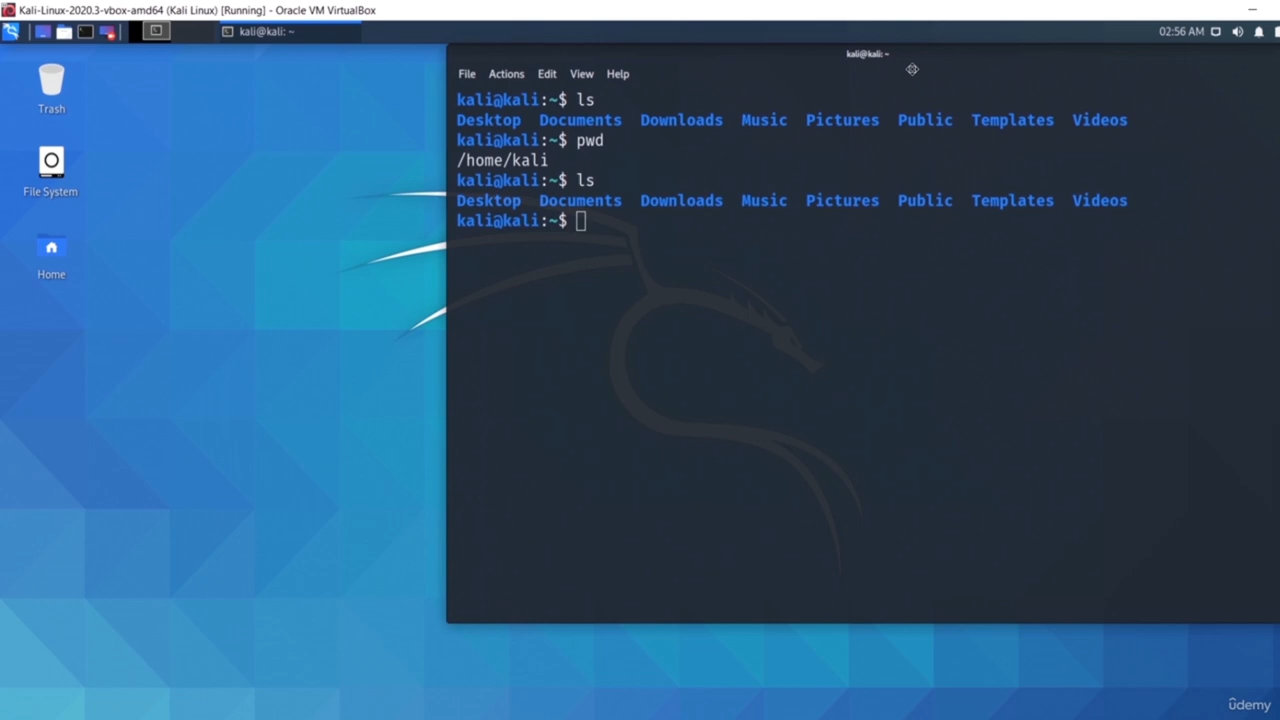 Kali-Linux-2020.3-vbox-amd64 (Kali Linux) [Running] - Oracle VM VirtualBox
kali@kali: ~
02:56 AM
kali@kali: ~
File Actions Edit View Help
kali@kali:~$ ls
Desktop Documents Downloads Music Pictures Public Templates Videos
kali@kali:~$ pwd
/home/kali
kali@kali:~$ ls
Desktop Documents Downloads Music Pictures Public Templates Videos
kali@kali:~$
Trash
File System
Home
ûdemy